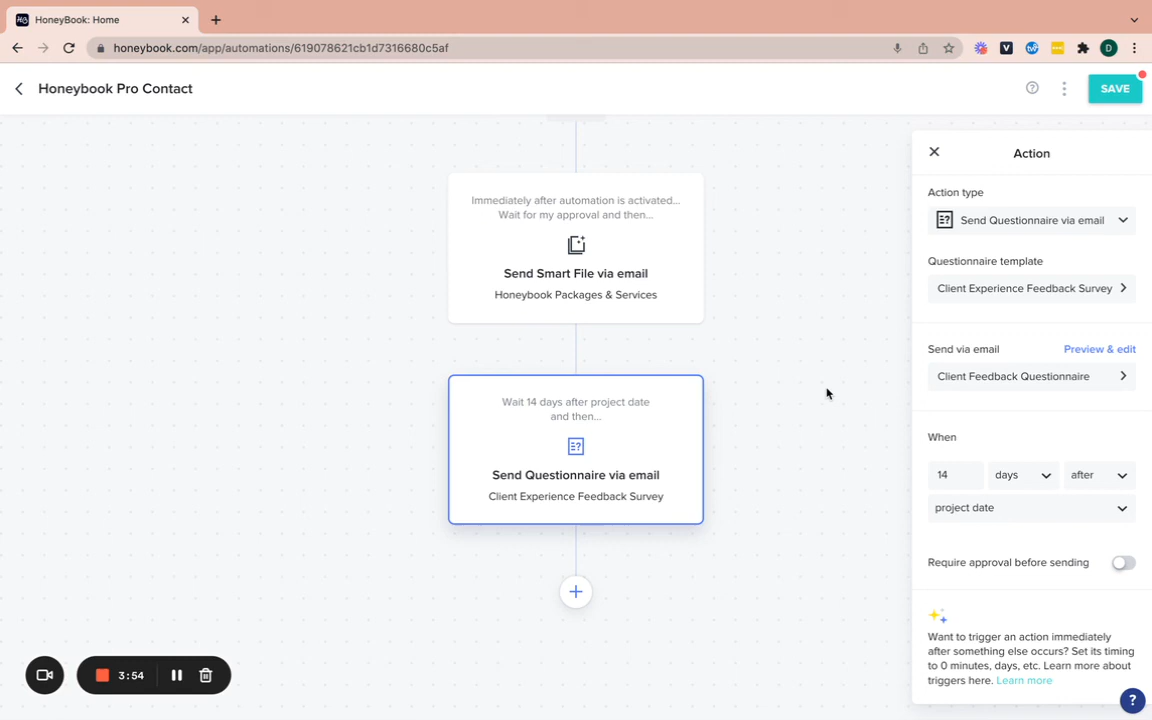 HoneyBook: Home
honeybook.com/app/automations/619078621cb1d7316680c5af
D
Honeybook Pro Contact
SAVE
Immediately after automation is activated...
Wait for my approval and then...
Send Smart File via email
Honeybook Packages & Services
Wait 14 days after project date
and then...
Send Questionnaire via email
Client Experience Feedback Survey
Action
Action type
Send Questionnaire via email
Questionnaire template
Client Experience Feedback Survey
Send via email Preview & edit
Client Feedback Questionnaire
When
14 days after
project date
Require approval before sending
Want to trigger an action immediately
after something else occurs? Set its timing
to 0 minutes, days, etc. Learn more about
triggers here. Learn more
3:54